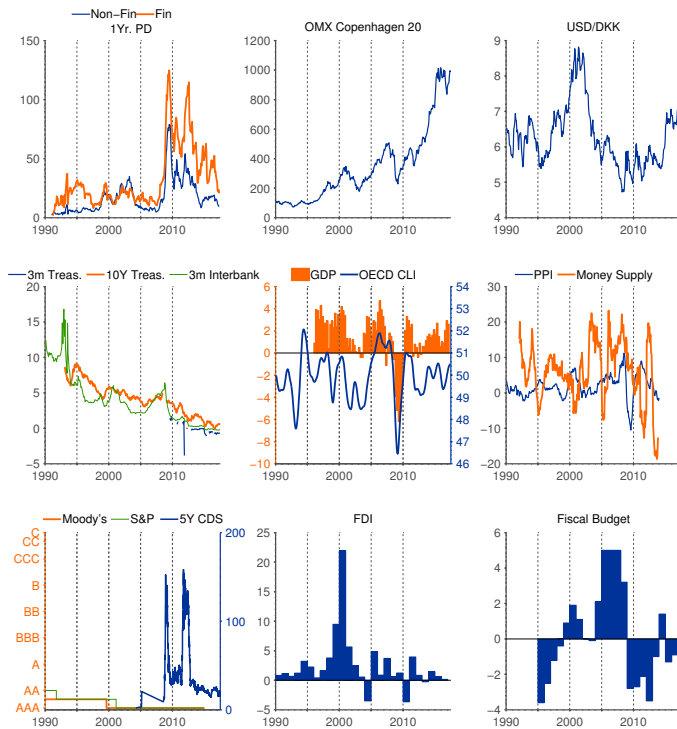 Non-Fin Fin
1Yr. PD
150
100
50
0
1990 2000 2010
OMX Copenhagen 20
1200
1000
800
600
400
200
0
1990 2000 2010
USD/DKK
9
8
7
6
5
4
1990 2000 2010
3m Treas. 10Y Treas. 3m Interbank
20
15
10
5
0
−5
1990 2000 2010
GDP OECD CLI
6 54
4 53
2 52
0 51
−2 50
−4 49
−6 48
−8 47
−10 46
1990 2000 2010
PPI Money Supply
30
20
10
0
−10
−20
1990 2000 2010
Moody's S&P 5Y CDS
C 200
CC
CCC
B
BB 100
BBB
A
AA
AAA 0
1990 2000 2010
FDI
25
20
15
10
5
0
−5
1990 2000 2010
Fiscal Budget
6
4
2
0
−2
−4
1990 2000 2010